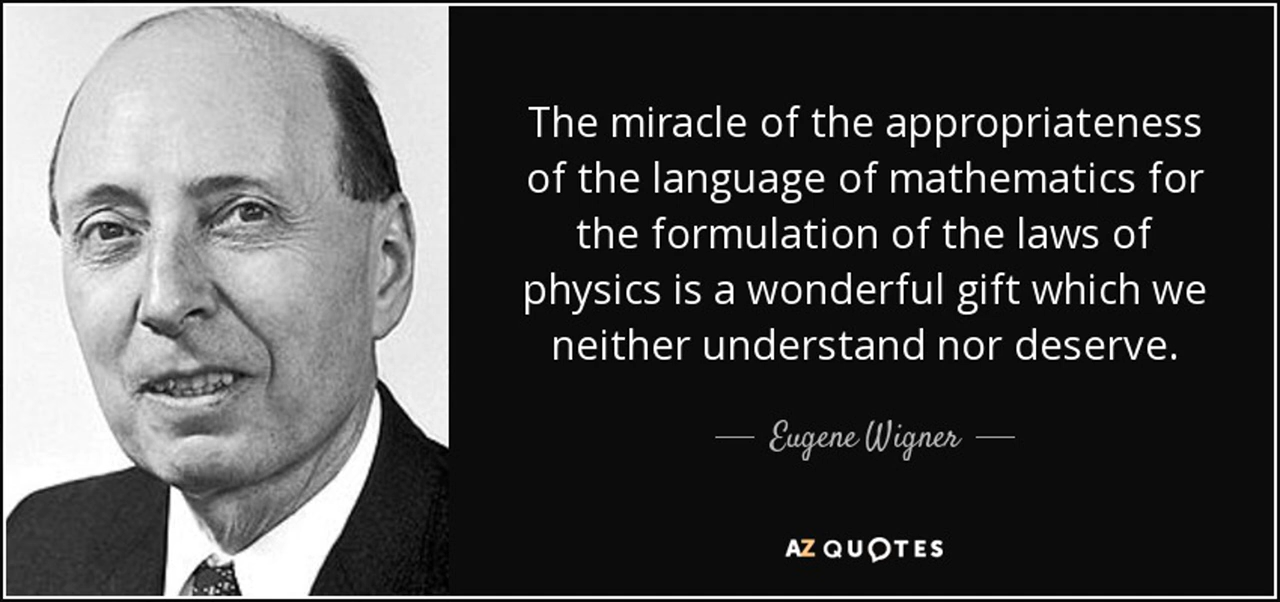 The miracle of the appropriateness
of the language of mathematics for
the formulation of the laws of
physics is a wonderful gift which we
neither understand nor deserve.
Eugene Wigner
AZ QUOTES